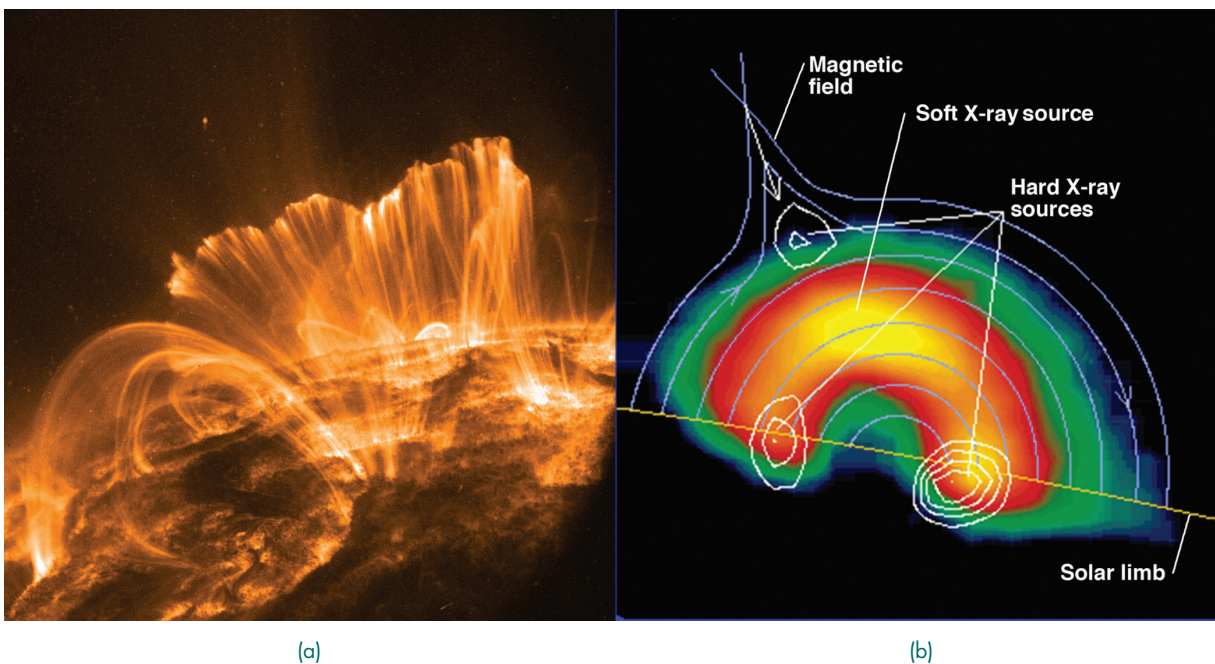 Magnetic
field
Soft X-ray source
Hard X-ray
sources
Solar limb
(a)
(b)